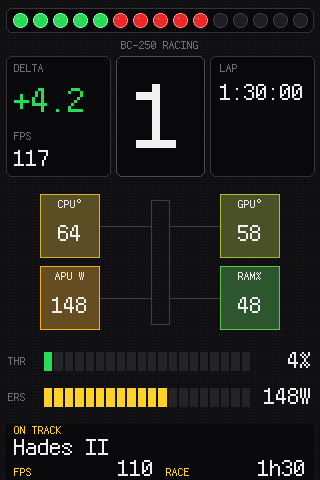 BC-250 RACING
DELTA
+4.2
FPS
117
1
LAP
1:30:00
CPU° GPU°
64 58
APU W RAM%
148 48
THR 4%
ERS 148W
ON TRACK
Hades II
FPS 110 RACE 1h30